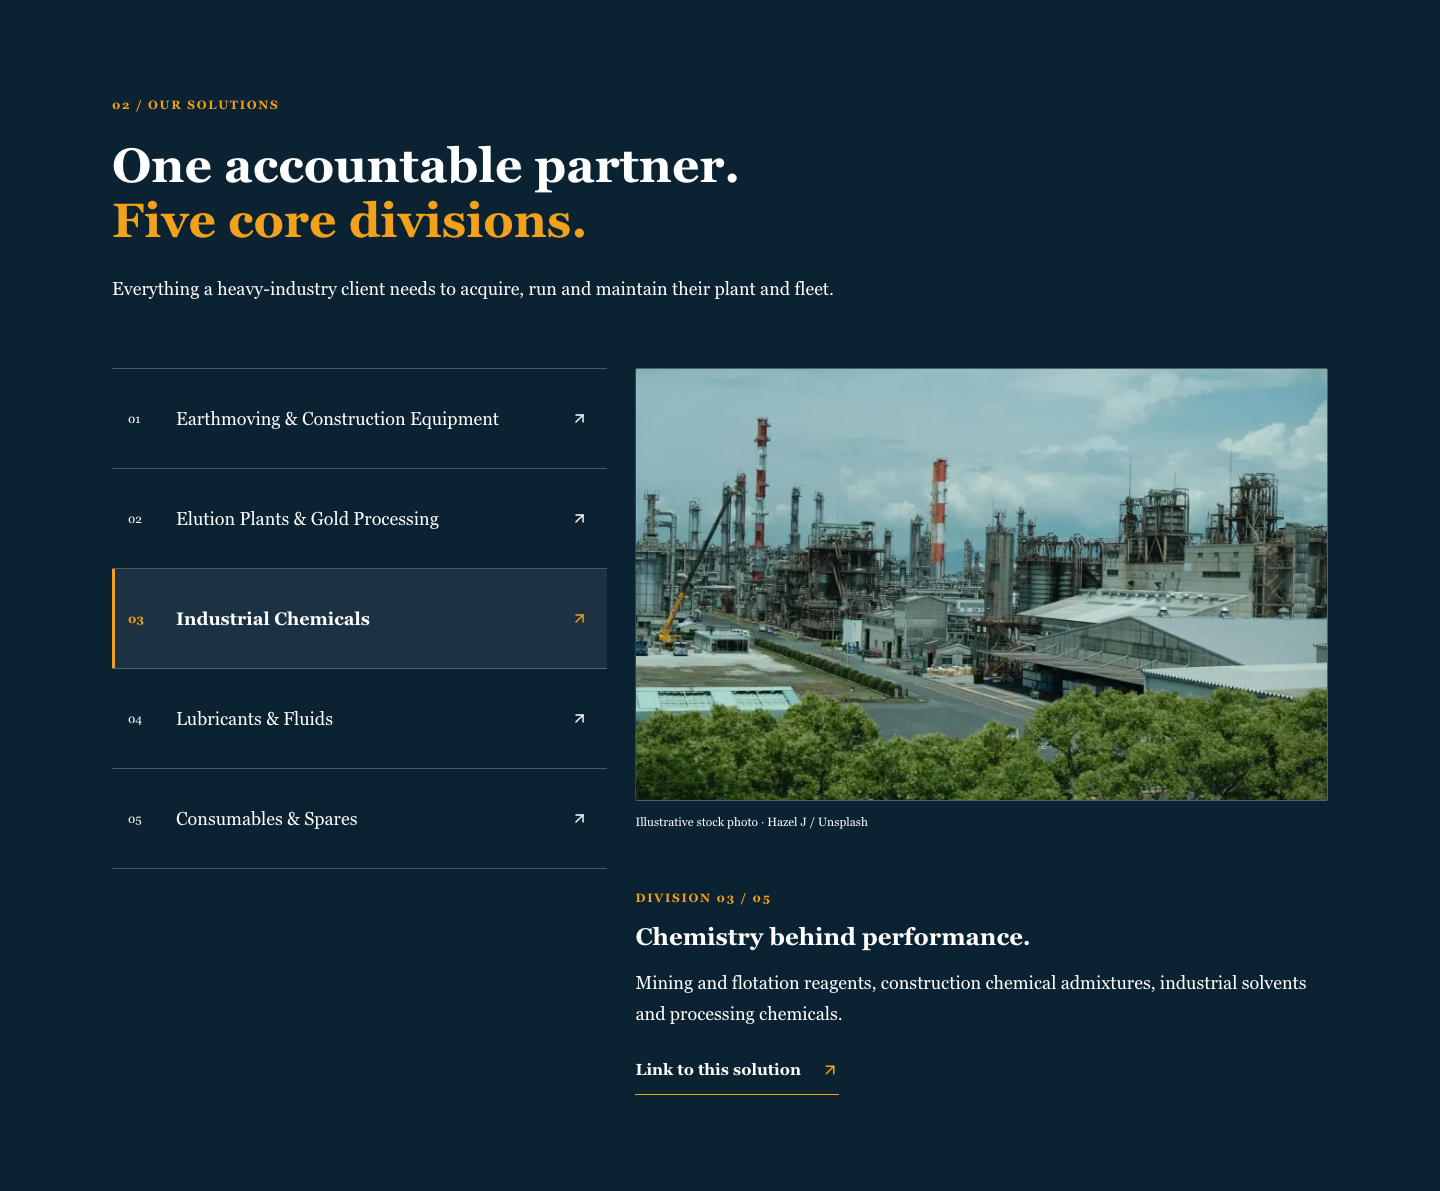 02 / OUR SOLUTIONS
One accountable partner.
Five core divisions.
Everything a heavy-industry client needs to acquire, run and maintain their plant and fleet.
01 Earthmoving & Construction Equipment
02 Elution Plants & Gold Processing
03 Industrial Chemicals
04 Lubricants & Fluids
05 Consumables & Spares
Illustrative stock photo · Hazel J / Unsplash
DIVISION 03 / 05
Chemistry behind performance.
Mining and flotation reagents, construction chemical admixtures, industrial solvents
and processing chemicals.
Link to this solution